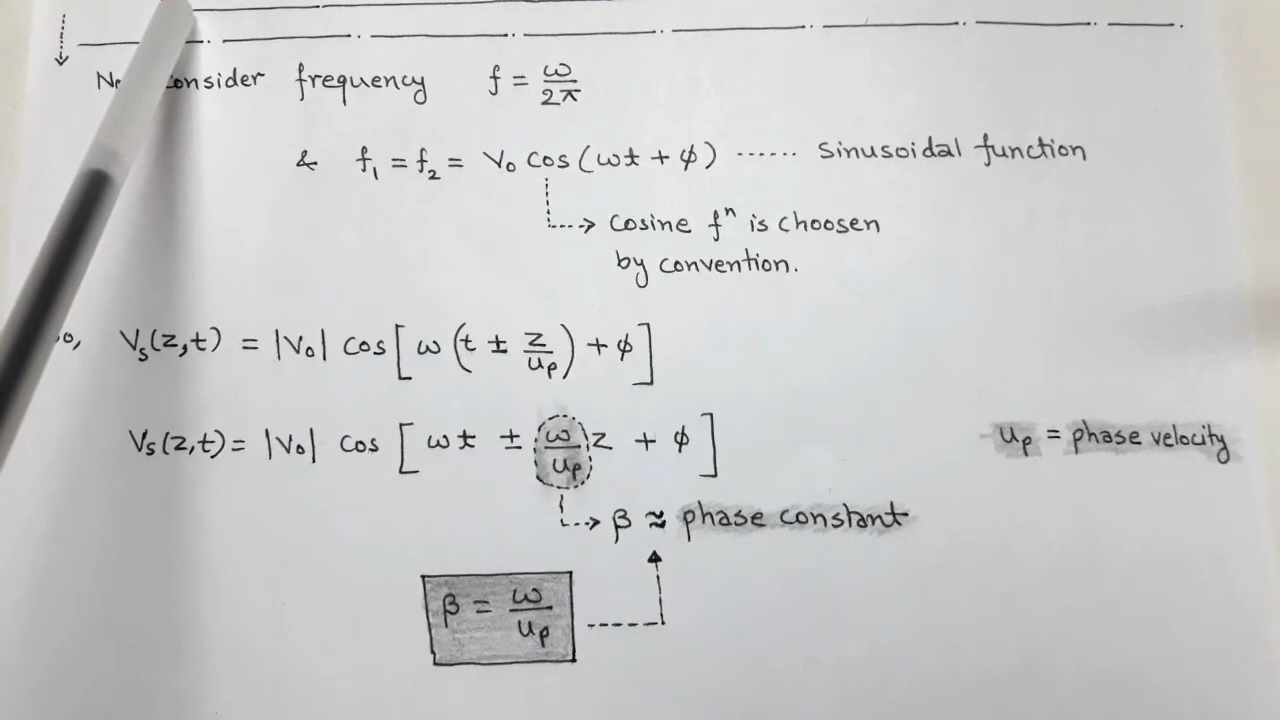 consider frequency f = ω/2π
& f₁ = f₂ = V₀ cos(ωt + φ) ...... sinusoidal function
cosine fⁿ is choosen
by convention.
Vₛ(z,t) = |V₀| cos[ω(t ± z/uₚ) + φ]
Vₛ(z,t) = |V₀| cos [ωt ± ω/uₚ z + φ]
uₚ = phase velocity
β ≈ phase constant
β = ω/uₚ